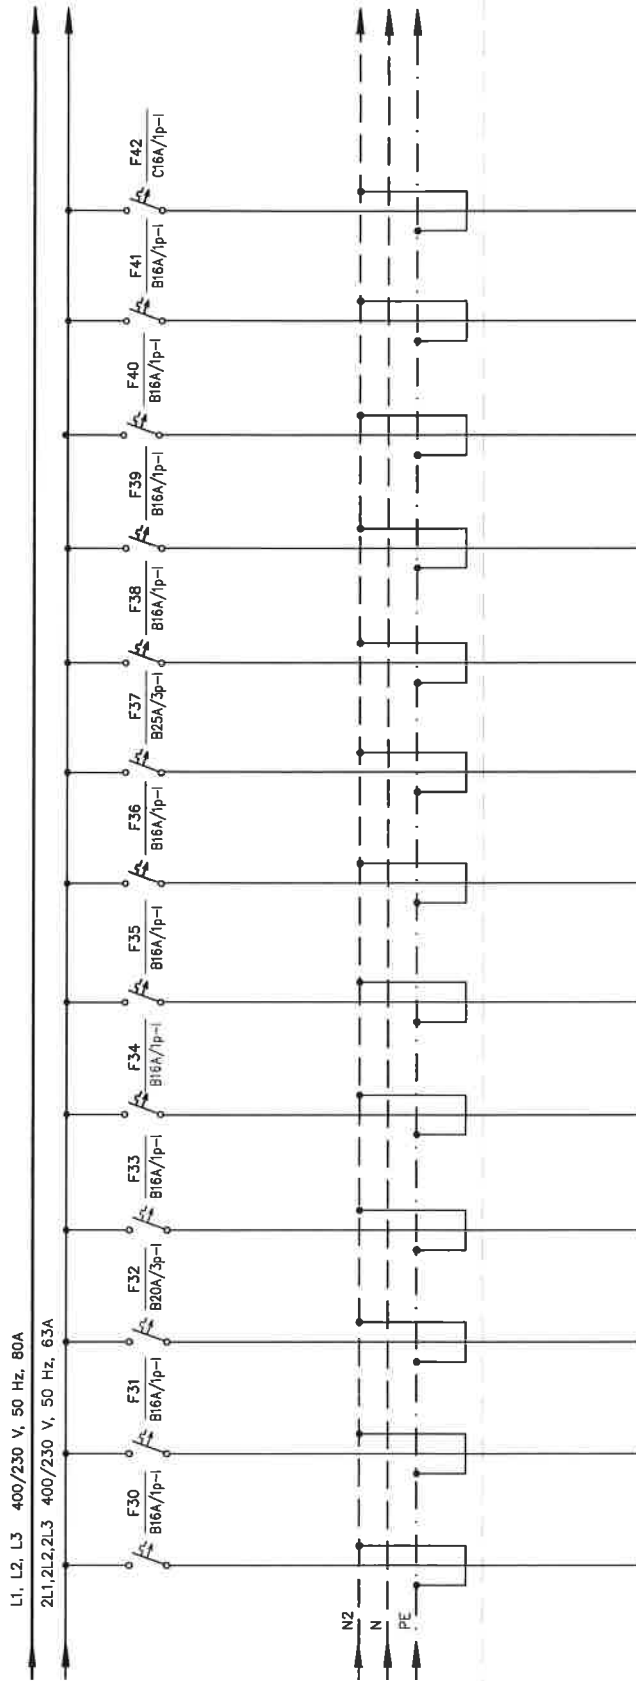 L1, L2, L3 400/230 V, 50 Hz, 80A
2L1,2L2,2L3 400/230 V, 50 Hz, 63A
F30
B16A/1p-I
F31
B16A/1p-I
F32
B20A/3p-I
F33
B16A/1p-I
F34
B16A/1p-I
F35
B16A/1p-I
F36
B16A/1p-I
F37
B25A/3p-I
F38
B16A/1p-I
F39
B16A/1p-I
F40
B16A/1p-I
F41
B16A/1p-I
F42
C16A/1p-I
N2
N
PE